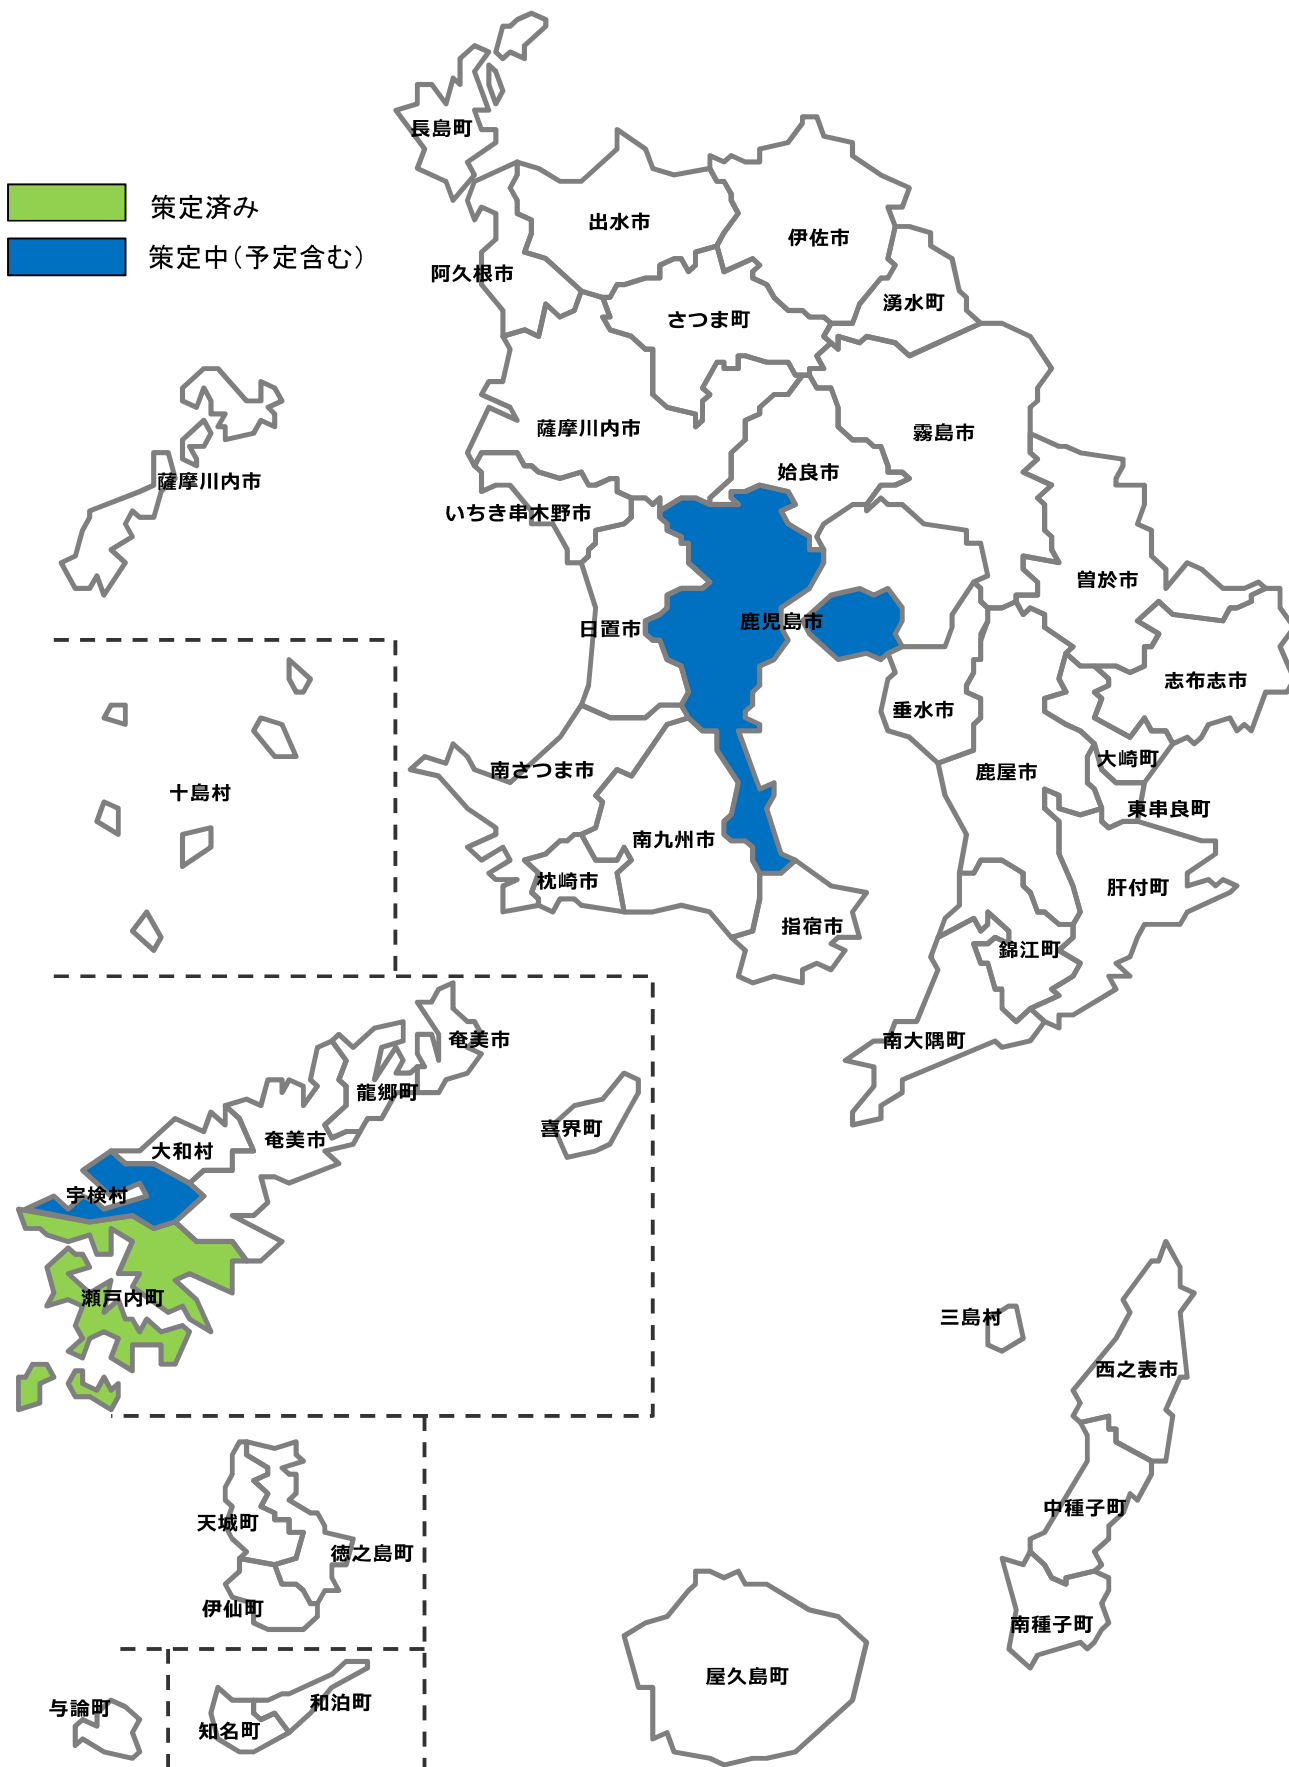 長島町
策定済み
出水市
伊佐市
策定中(予定含む)
阿久根市
湧水町
さつま町
薩摩川内市
霧島市
姶良市
薩摩川内市
いちき串木野市
曽於市
鹿児島市
日置市
志布志市
垂水市
大崎町
南さつま市
鹿屋市
十島村
東串良町
南九州市
枕崎市
肝付町
指宿市
錦江町
奄美市
南大隅町
龍郷町
喜界町
奄美市
大和村
宇検村
瀬戸内町
三島村
西之表市
中種子町
天城町
徳之島町
伊仙町
南種子町
屋久島町
和泊町
与論町
知名町